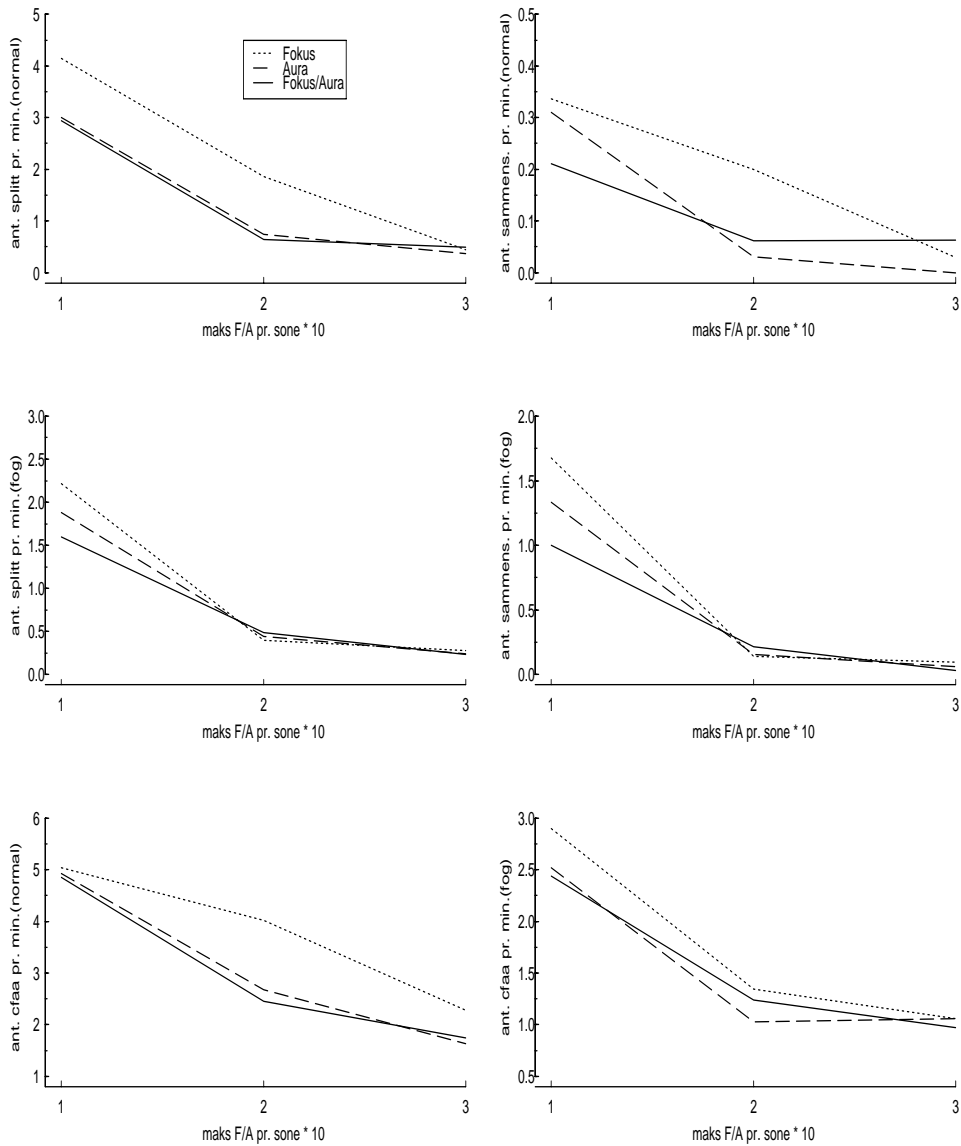 ant. splitt pr. min.(normal)
5
4
3
2
1
0
Fokus
Aura
Fokus/Aura
1 2 3
maks F/A pr. sone * 10
ant. sammens. pr. min.(normal)
0.5
0.4
0.3
0.2
0.1
0.0
1 2 3
maks F/A pr. sone * 10
ant. splitt pr. min.(fog)
3.0
2.5
2.0
1.5
1.0
0.5
0.0
1 2 3
maks F/A pr. sone * 10
ant. sammens. pr. min.(fog)
2.0
1.5
1.0
0.5
0.0
1 2 3
maks F/A pr. sone * 10
ant. cfaa pr. min.(normal)
6
5
4
3
2
1
1 2 3
maks F/A pr. sone * 10
ant. cfaa pr. min.(fog)
3.0
2.5
2.0
1.5
1.0
0.5
1 2 3
maks F/A pr. sone * 10